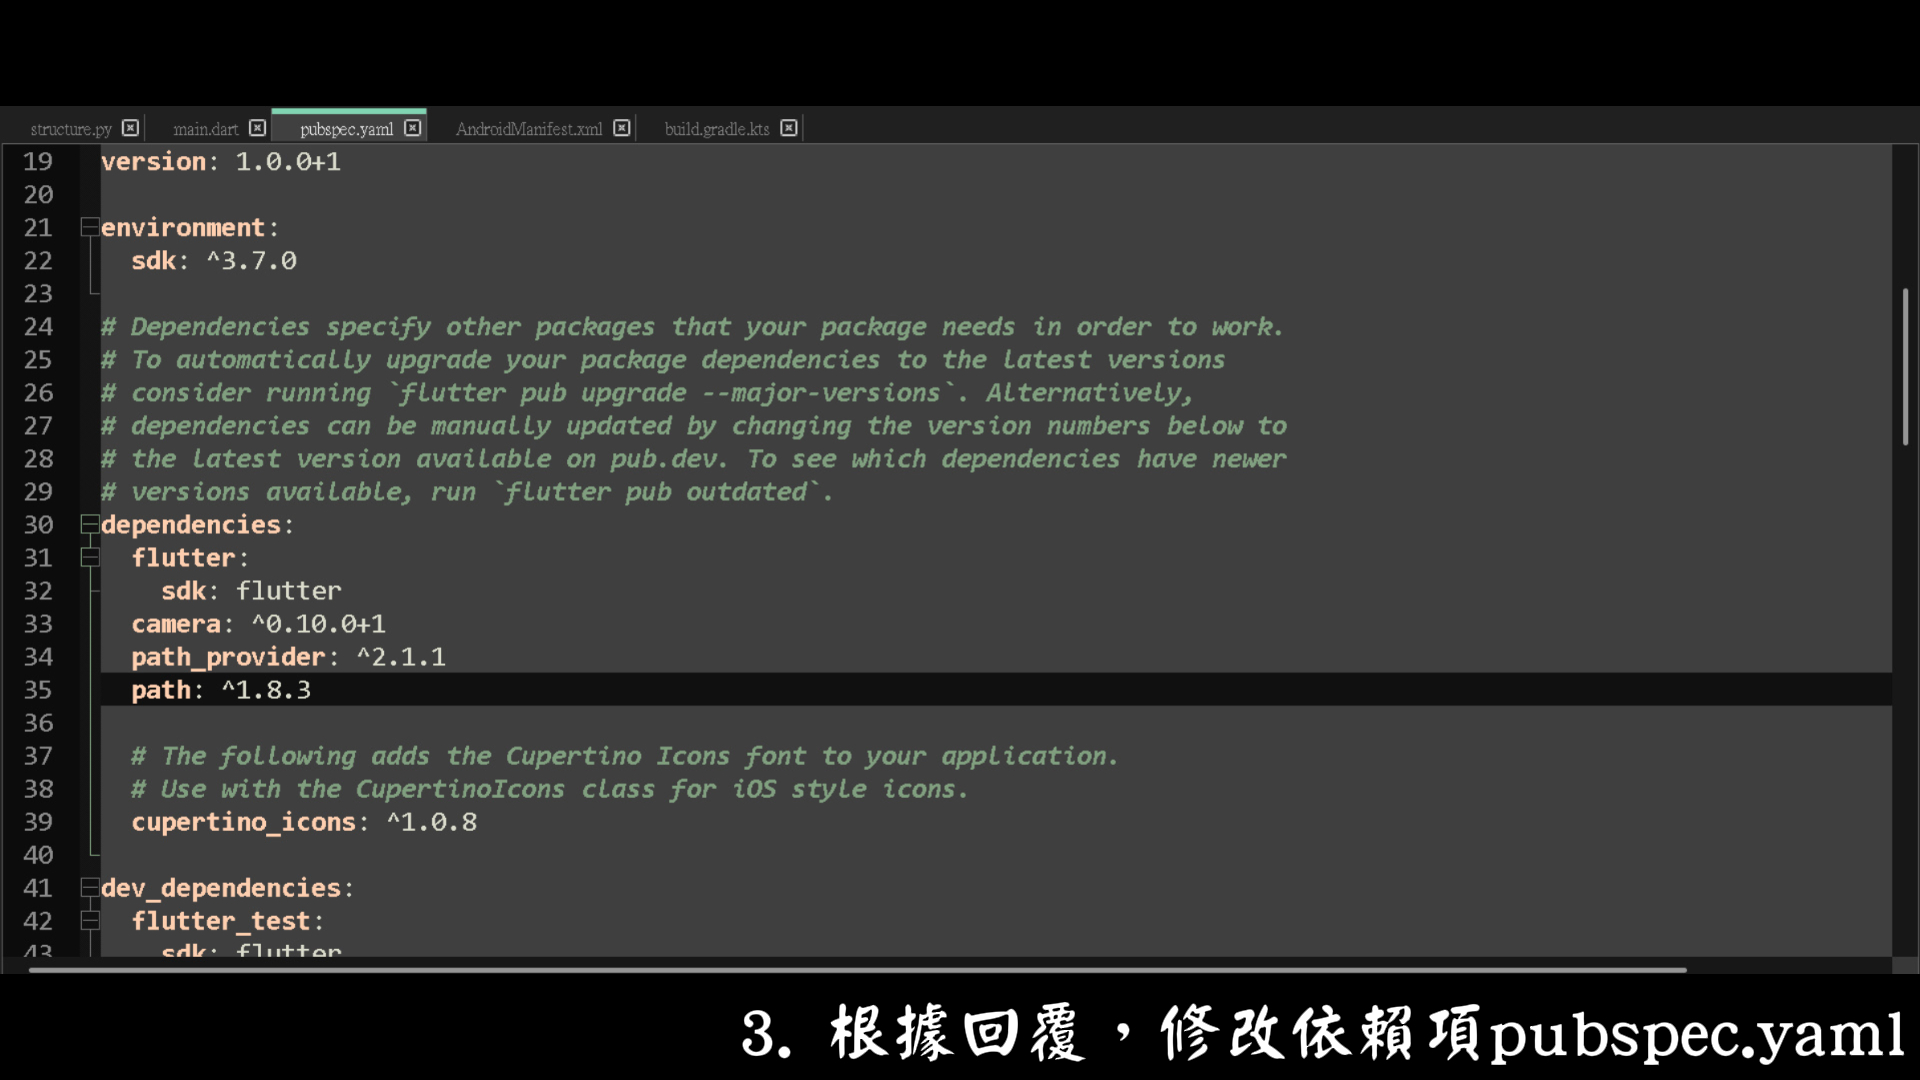 structure.py main.dart pubspec.yaml AndroidManifest.xml build.gradle.kts
19 version: 1.0.0+1
20
21 environment:
22 sdk: ^3.7.0
23
24 # Dependencies specify other packages that your package needs in order to work.
25 # To automatically upgrade your package dependencies to the latest versions
26 # consider running `flutter pub upgrade --major-versions`. Alternatively,
27 # dependencies can be manually updated by changing the version numbers below to
28 # the latest version available on pub.dev. To see which dependencies have newer
29 # versions available, run `flutter pub outdated`.
30 dependencies:
31 flutter:
32 sdk: flutter
33 camera: ^0.10.0+1
34 path_provider: ^2.1.1
35 path: ^1.8.3
36
37 # The following adds the Cupertino Icons font to your application.
38 # Use with the CupertinoIcons class for iOS style icons.
39 cupertino_icons: ^1.0.8
40
41 dev_dependencies:
42 flutter_test:
43 sdk: flutter
3. 根據回覆，修改依賴項pubspec.yaml